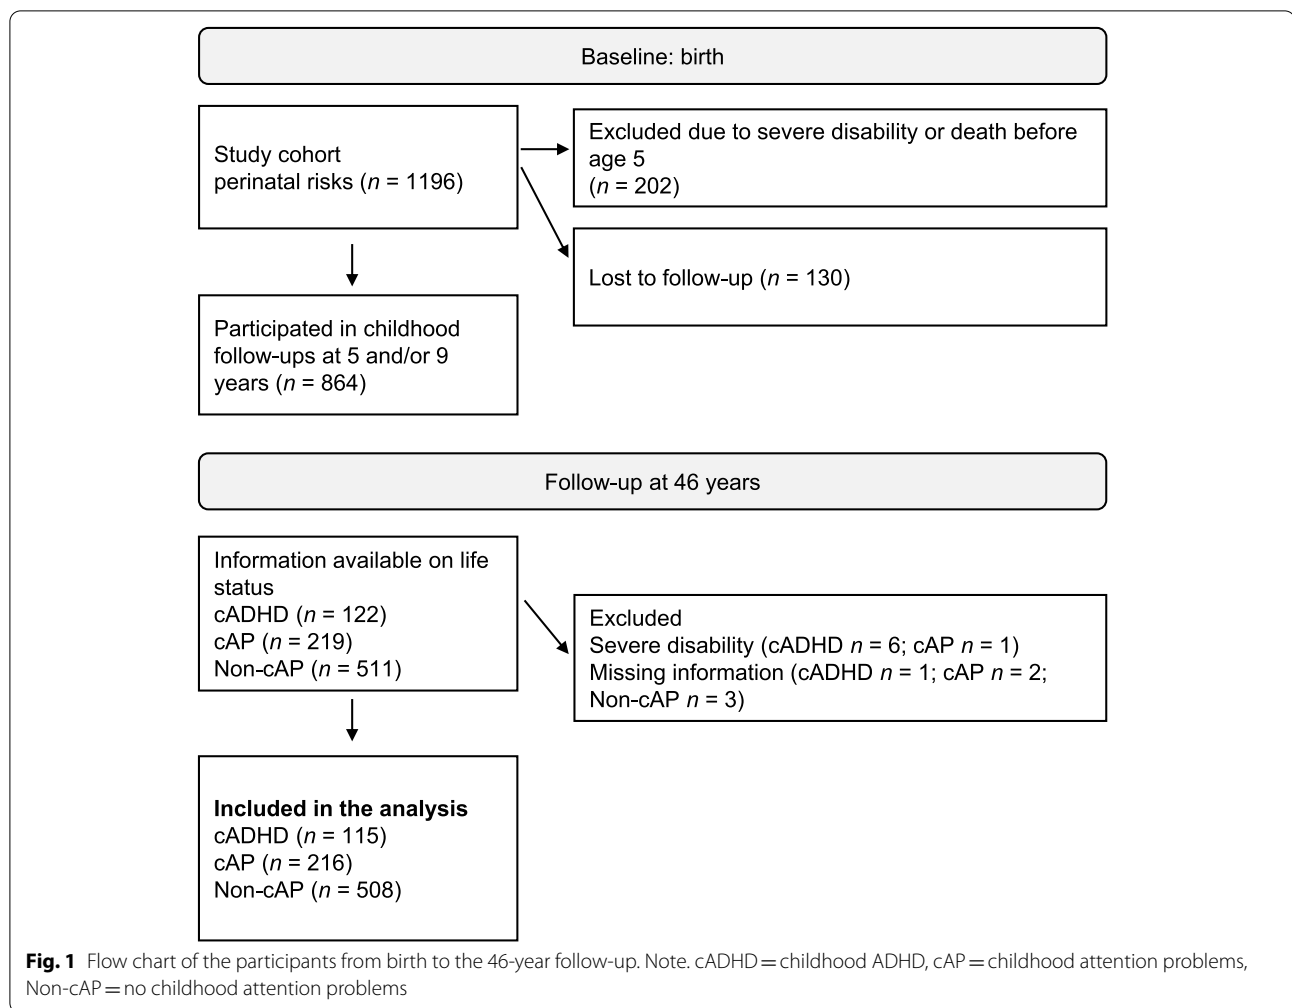 Baseline: birth
Study cohort
perinatal risks (n = 1196)
Excluded due to severe disability or death before
age 5
(n = 202)
Lost to follow-up (n = 130)
Participated in childhood
follow-ups at 5 and/or 9
years (n = 864)
Follow-up at 46 years
Information available on life
status
cADHD (n = 122)
cAP (n = 219)
Non-cAP (n = 511)
Excluded
Severe disability (cADHD n = 6; cAP n = 1)
Missing information (cADHD n = 1; cAP n = 2;
Non-cAP n = 3)
Included in the analysis
cADHD (n = 115)
cAP (n = 216)
Non-cAP (n = 508)
Fig. 1 Flow chart of the participants from birth to the 46-year follow-up. Note. cADHD = childhood ADHD, cAP = childhood attention problems,
Non-cAP = no childhood attention problems